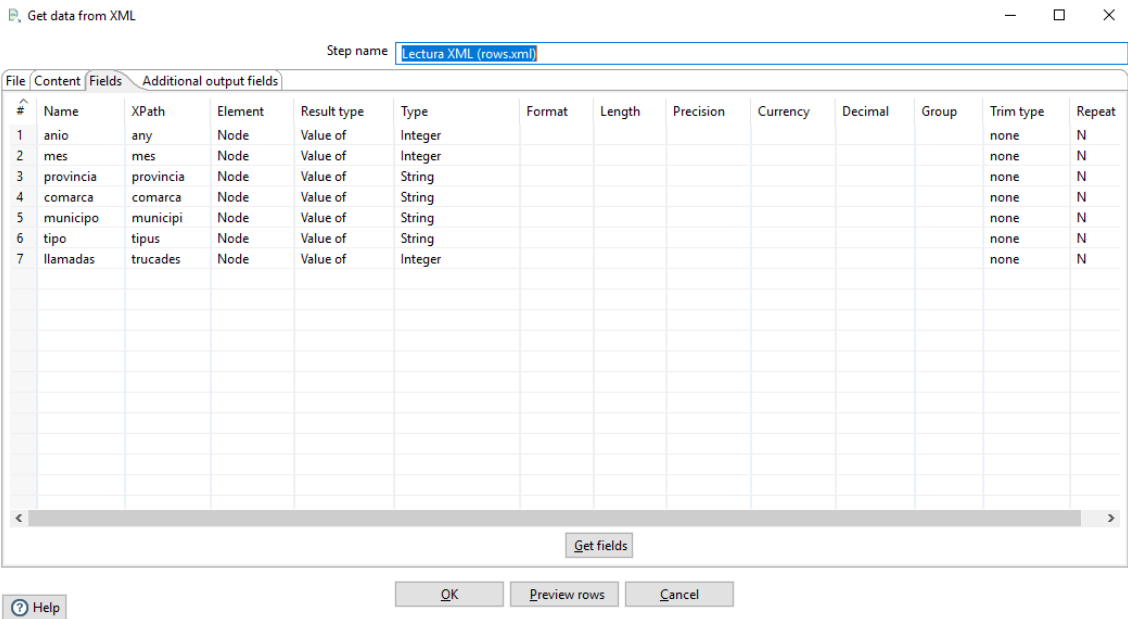 Get data from XML
Step name Lectura XML (rows.xml)
File Content Fields Additional output fields
# Name XPath Element Result type Type Format Length Precision Currency Decimal Group Trim type Repeat
1 anio any Node Value of Integer none N
2 mes mes Node Value of Integer none N
3 provincia provincia Node Value of String none N
4 comarca comarca Node Value of String none N
5 municipo municipi Node Value of String none N
6 tipo tipus Node Value of String none N
7 llamadas trucades Node Value of Integer none N
Get fields
OK Preview rows Cancel
Help